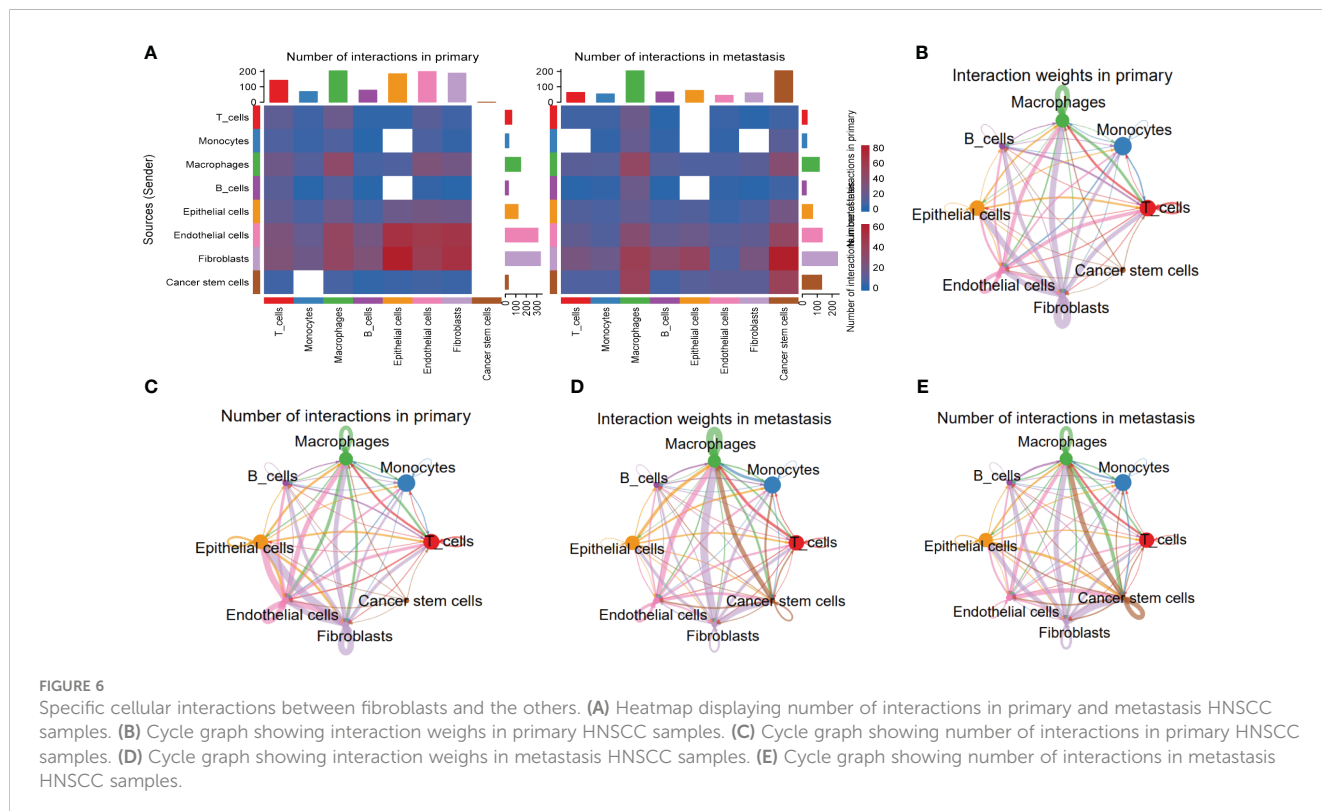 A
Number of interactions in primary
200
100
0
Sources (Sender)
T_cells
Monocytes
Macrophages
B_cells
Epithelial cells
Endothelial cells
Fibroblasts
Cancer stem cells
T_cells
Monocytes
Macrophages
B_cells
Epithelial cells
Endothelial cells
Fibroblasts
Cancer stem cells
0
100
200
300
Number of interactions in metastasis
200
100
0
T_cells
Monocytes
Macrophages
B_cells
Epithelial cells
Endothelial cells
Fibroblasts
Cancer stem cells
0
100
200
Number of interactions in primary
80
60
40
20
0
Number of interactions
60
40
20
0
B
Interaction weights in primary
Macrophages
Monocytes
B_cells
T_cells
Epithelial cells
Cancer stem cells
Endothelial cells
Fibroblasts
C
Number of interactions in primary
Macrophages
Monocytes
B_cells
T_cells
Epithelial cells
Cancer stem cells
Endothelial cells
Fibroblasts
D
Interaction weights in metastasis
Macrophages
Monocytes
B_cells
T_cells
Epithelial cells
Cancer stem cells
Endothelial cells
Fibroblasts
E
Number of interactions in metastasis
Macrophages
Monocytes
B_cells
T_cells
Epithelial cells
Cancer stem cells
Endothelial cells
Fibroblasts
FIGURE 6
Specific cellular interactions between fibroblasts and the others. (A) Heatmap displaying number of interactions in primary and metastasis HNSCC
samples. (B) Cycle graph showing interaction weighs in primary HNSCC samples. (C) Cycle graph showing number of interactions in primary HNSCC
samples. (D) Cycle graph showing interaction weighs in metastasis HNSCC samples. (E) Cycle graph showing number of interactions in metastasis
HNSCC samples.